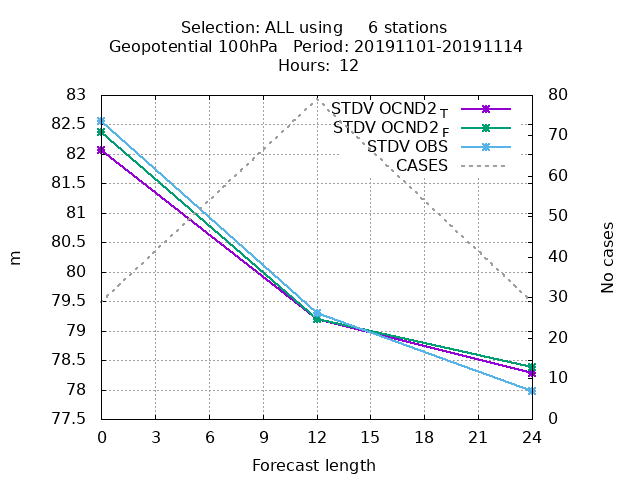 Selection: ALL using     6 stations
Geopotential 100hPa   Period: 20191101-20191114
Hours: 12
STDV OCND2_T
STDV OCND2_F
STDV OBS
CASES
83
82.5
82
81.5
81
80.5
80
79.5
79
78.5
78
77.5
m
80
70
60
50
40
30
20
10
0
No cases
0 3 6 9 12 15 18 21 24
Forecast length